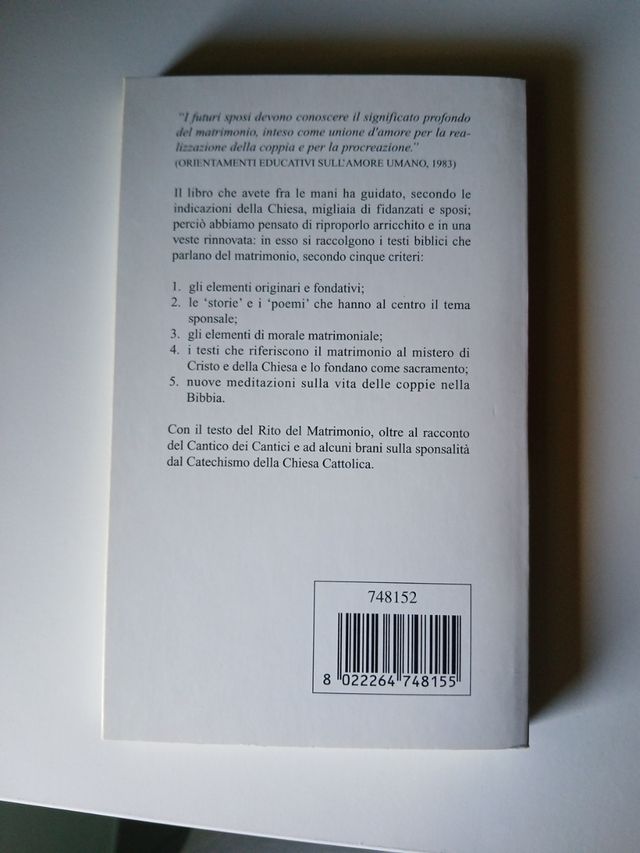 "I futuri sposi devono conoscere il significato profondo
del matrimonio, inteso come unione d'amore per la rea-
lizzazione della coppia e per la procreazione."
(ORIENTAMENTI EDUCATIVI SULL'AMORE UMANO, 1983)
Il libro che avete fra le mani ha guidato, secondo le
indicazioni della Chiesa, migliaia di fidanzati e sposi;
perciò abbiamo pensato di riproporlo arricchito e in una
veste rinnovata: in esso si raccolgono i testi biblici che
parlano del matrimonio, secondo cinque criteri:
1. gli elementi originari e fondativi;
2. le ‘storie’ e i ‘poemi’ che hanno al centro il tema
sponsale;
3. gli elementi di morale matrimoniale;
4. i testi che riferiscono il matrimonio al mistero di
Cristo e della Chiesa e lo fondano come sacramento;
5. nuove meditazioni sulla vita delle coppie nella
Bibbia.
Con il testo del Rito del Matrimonio, oltre al racconto
del Cantico dei Cantici e ad alcuni brani sulla sponsalità
dal Catechismo della Chiesa Cattolica.
748152
8 022264 748155